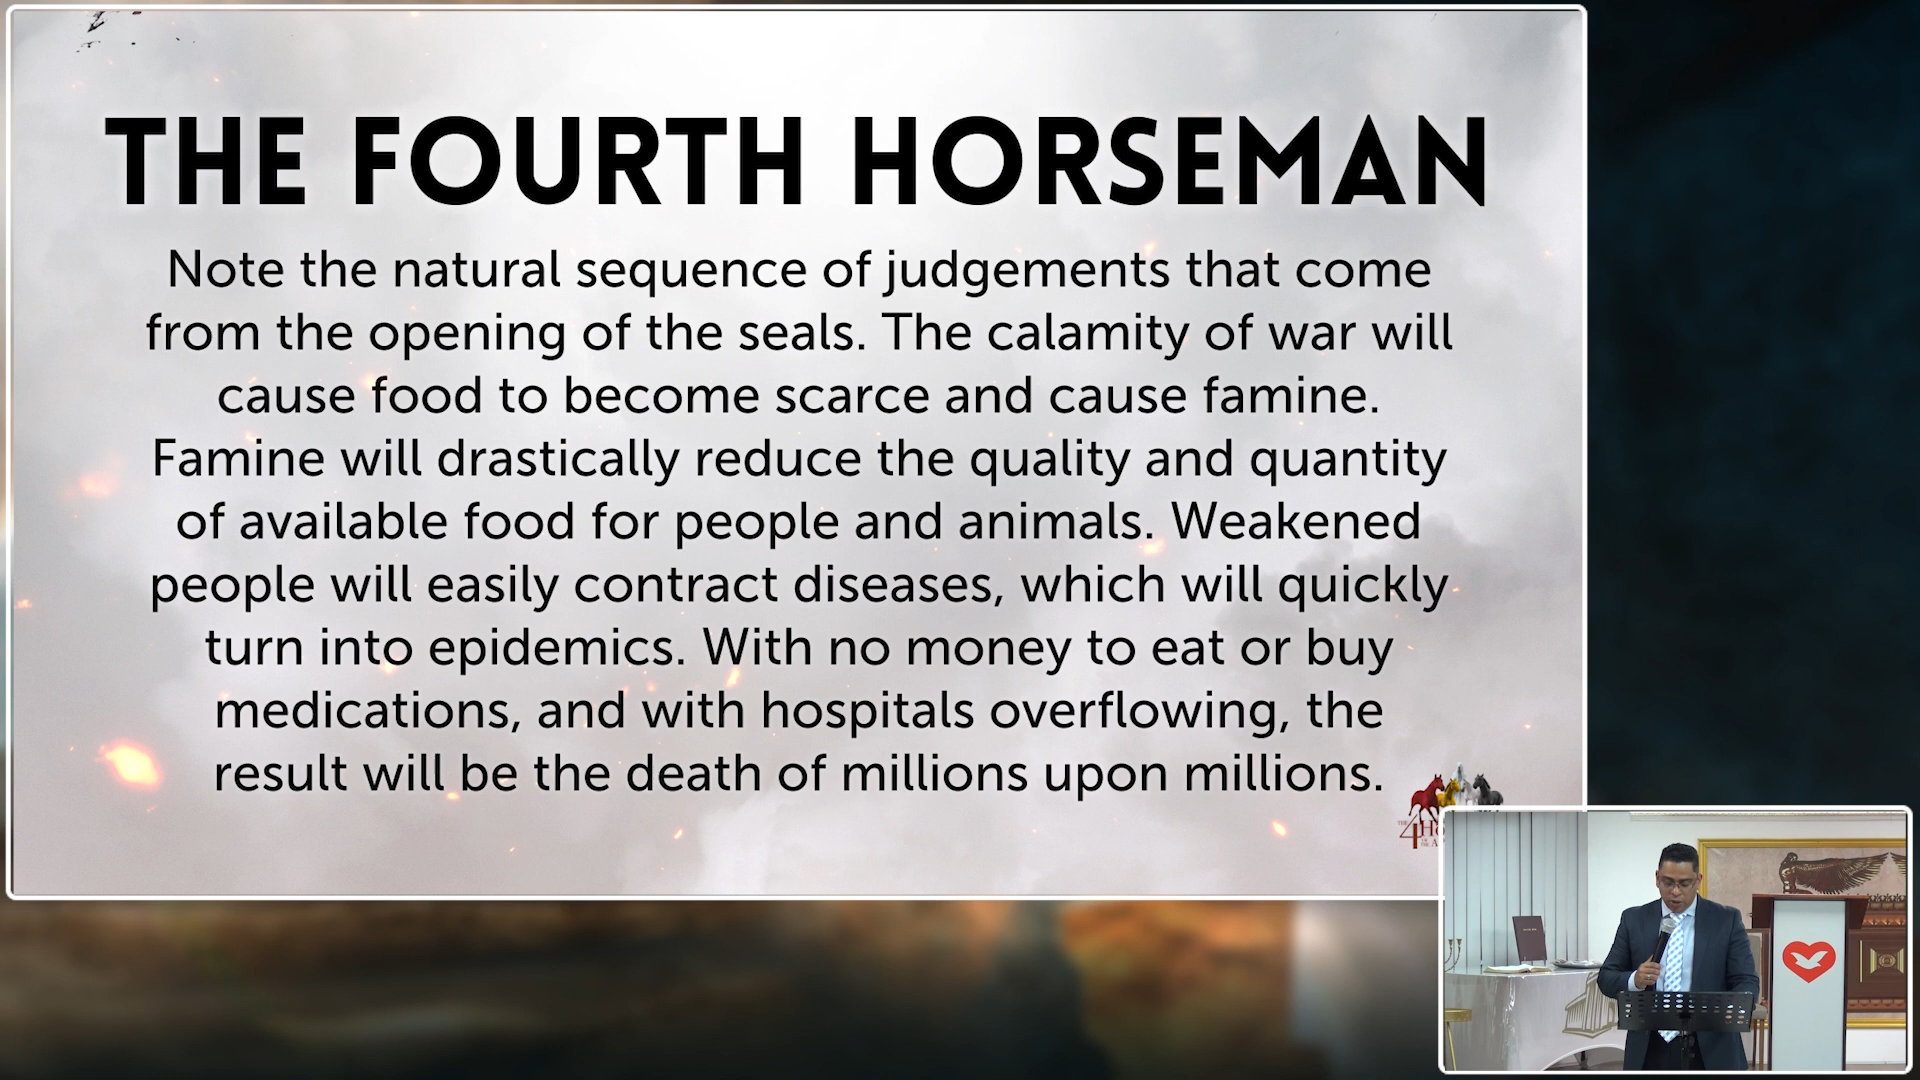 THE FOURTH HORSEMAN
Note the natural sequence of judgements that come
from the opening of the seals. The calamity of war will
cause food to become scarce and cause famine.
Famine will drastically reduce the quality and quantity
of available food for people and animals. Weakened
people will easily contract diseases, which will quickly
turn into epidemics. With no money to eat or buy
medications, and with hospitals overflowing, the
result will be the death of millions upon millions.
THE
4